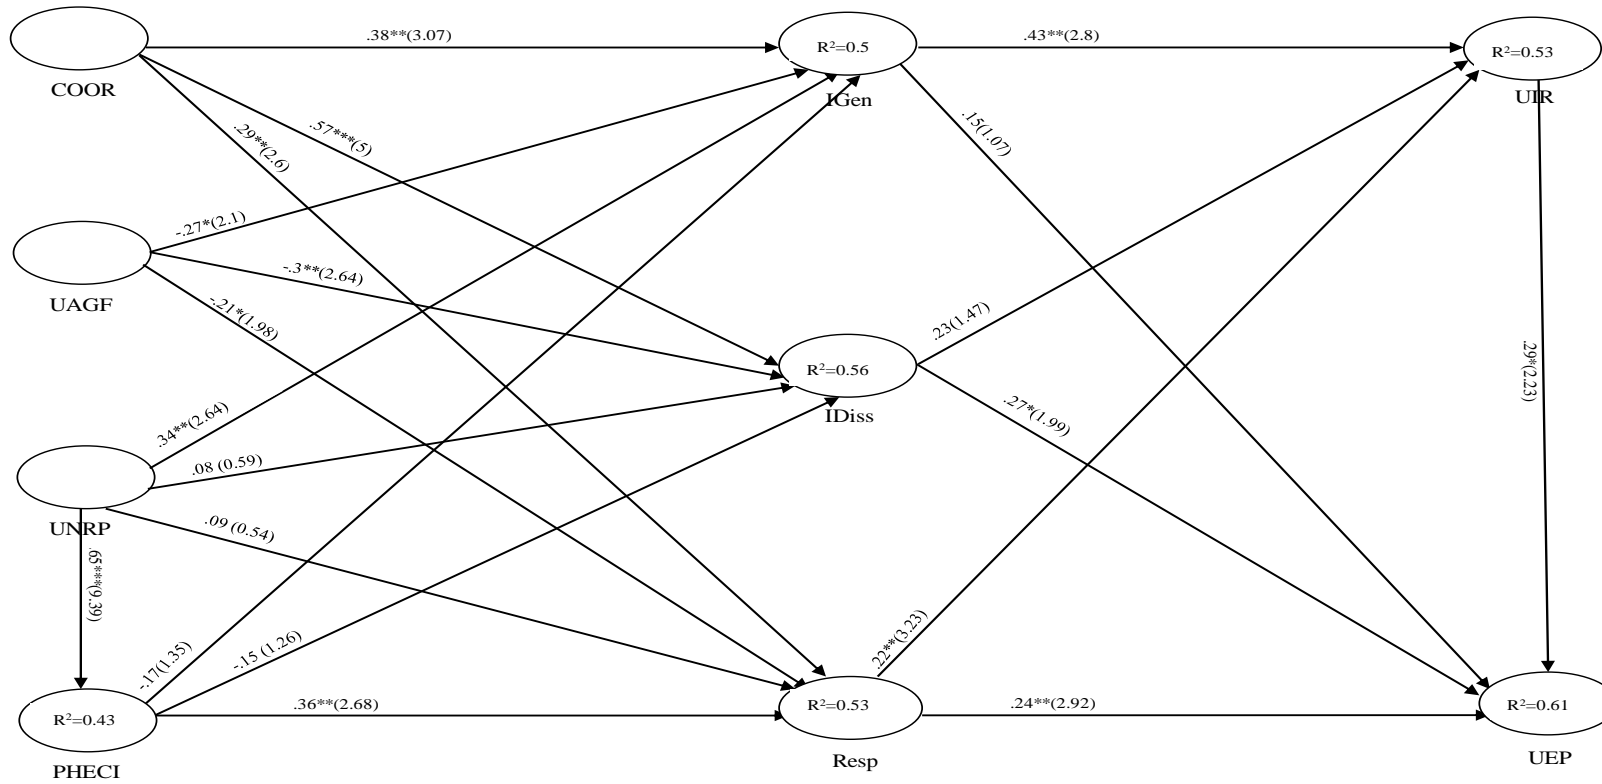 .38**(3.07)
R²=0.5
.43**(2.8)
R²=0.53
COOR
IGen
UIR
.29**(2.6)
.57***(5)
.15(1.07)
-.27*(2.1)
-.3**(2.64)
UAGF
-.21*(1.98)
.23(1.47)
.29*(2.23)
R²=0.56
IDiss
.27*(1.99)
.34**(2.64)
.08 (0.59)
UNRP
.09 (0.54)
.65***(9.39)
-.17(1.35)
-.15 (1.26)
.22**(3.23)
R²=0.43
.36**(2.68)
R²=0.53
.24**(2.92)
R²=0.61
PHECI
Resp
UEP